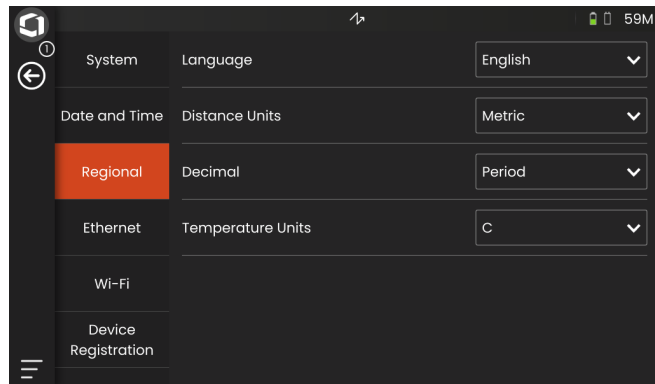 59M
1
System
Language
English
Date and Time
Distance Units
Metric
Regional
Decimal
Period
Ethernet
Temperature Units
C
Wi-Fi
Device
Registration